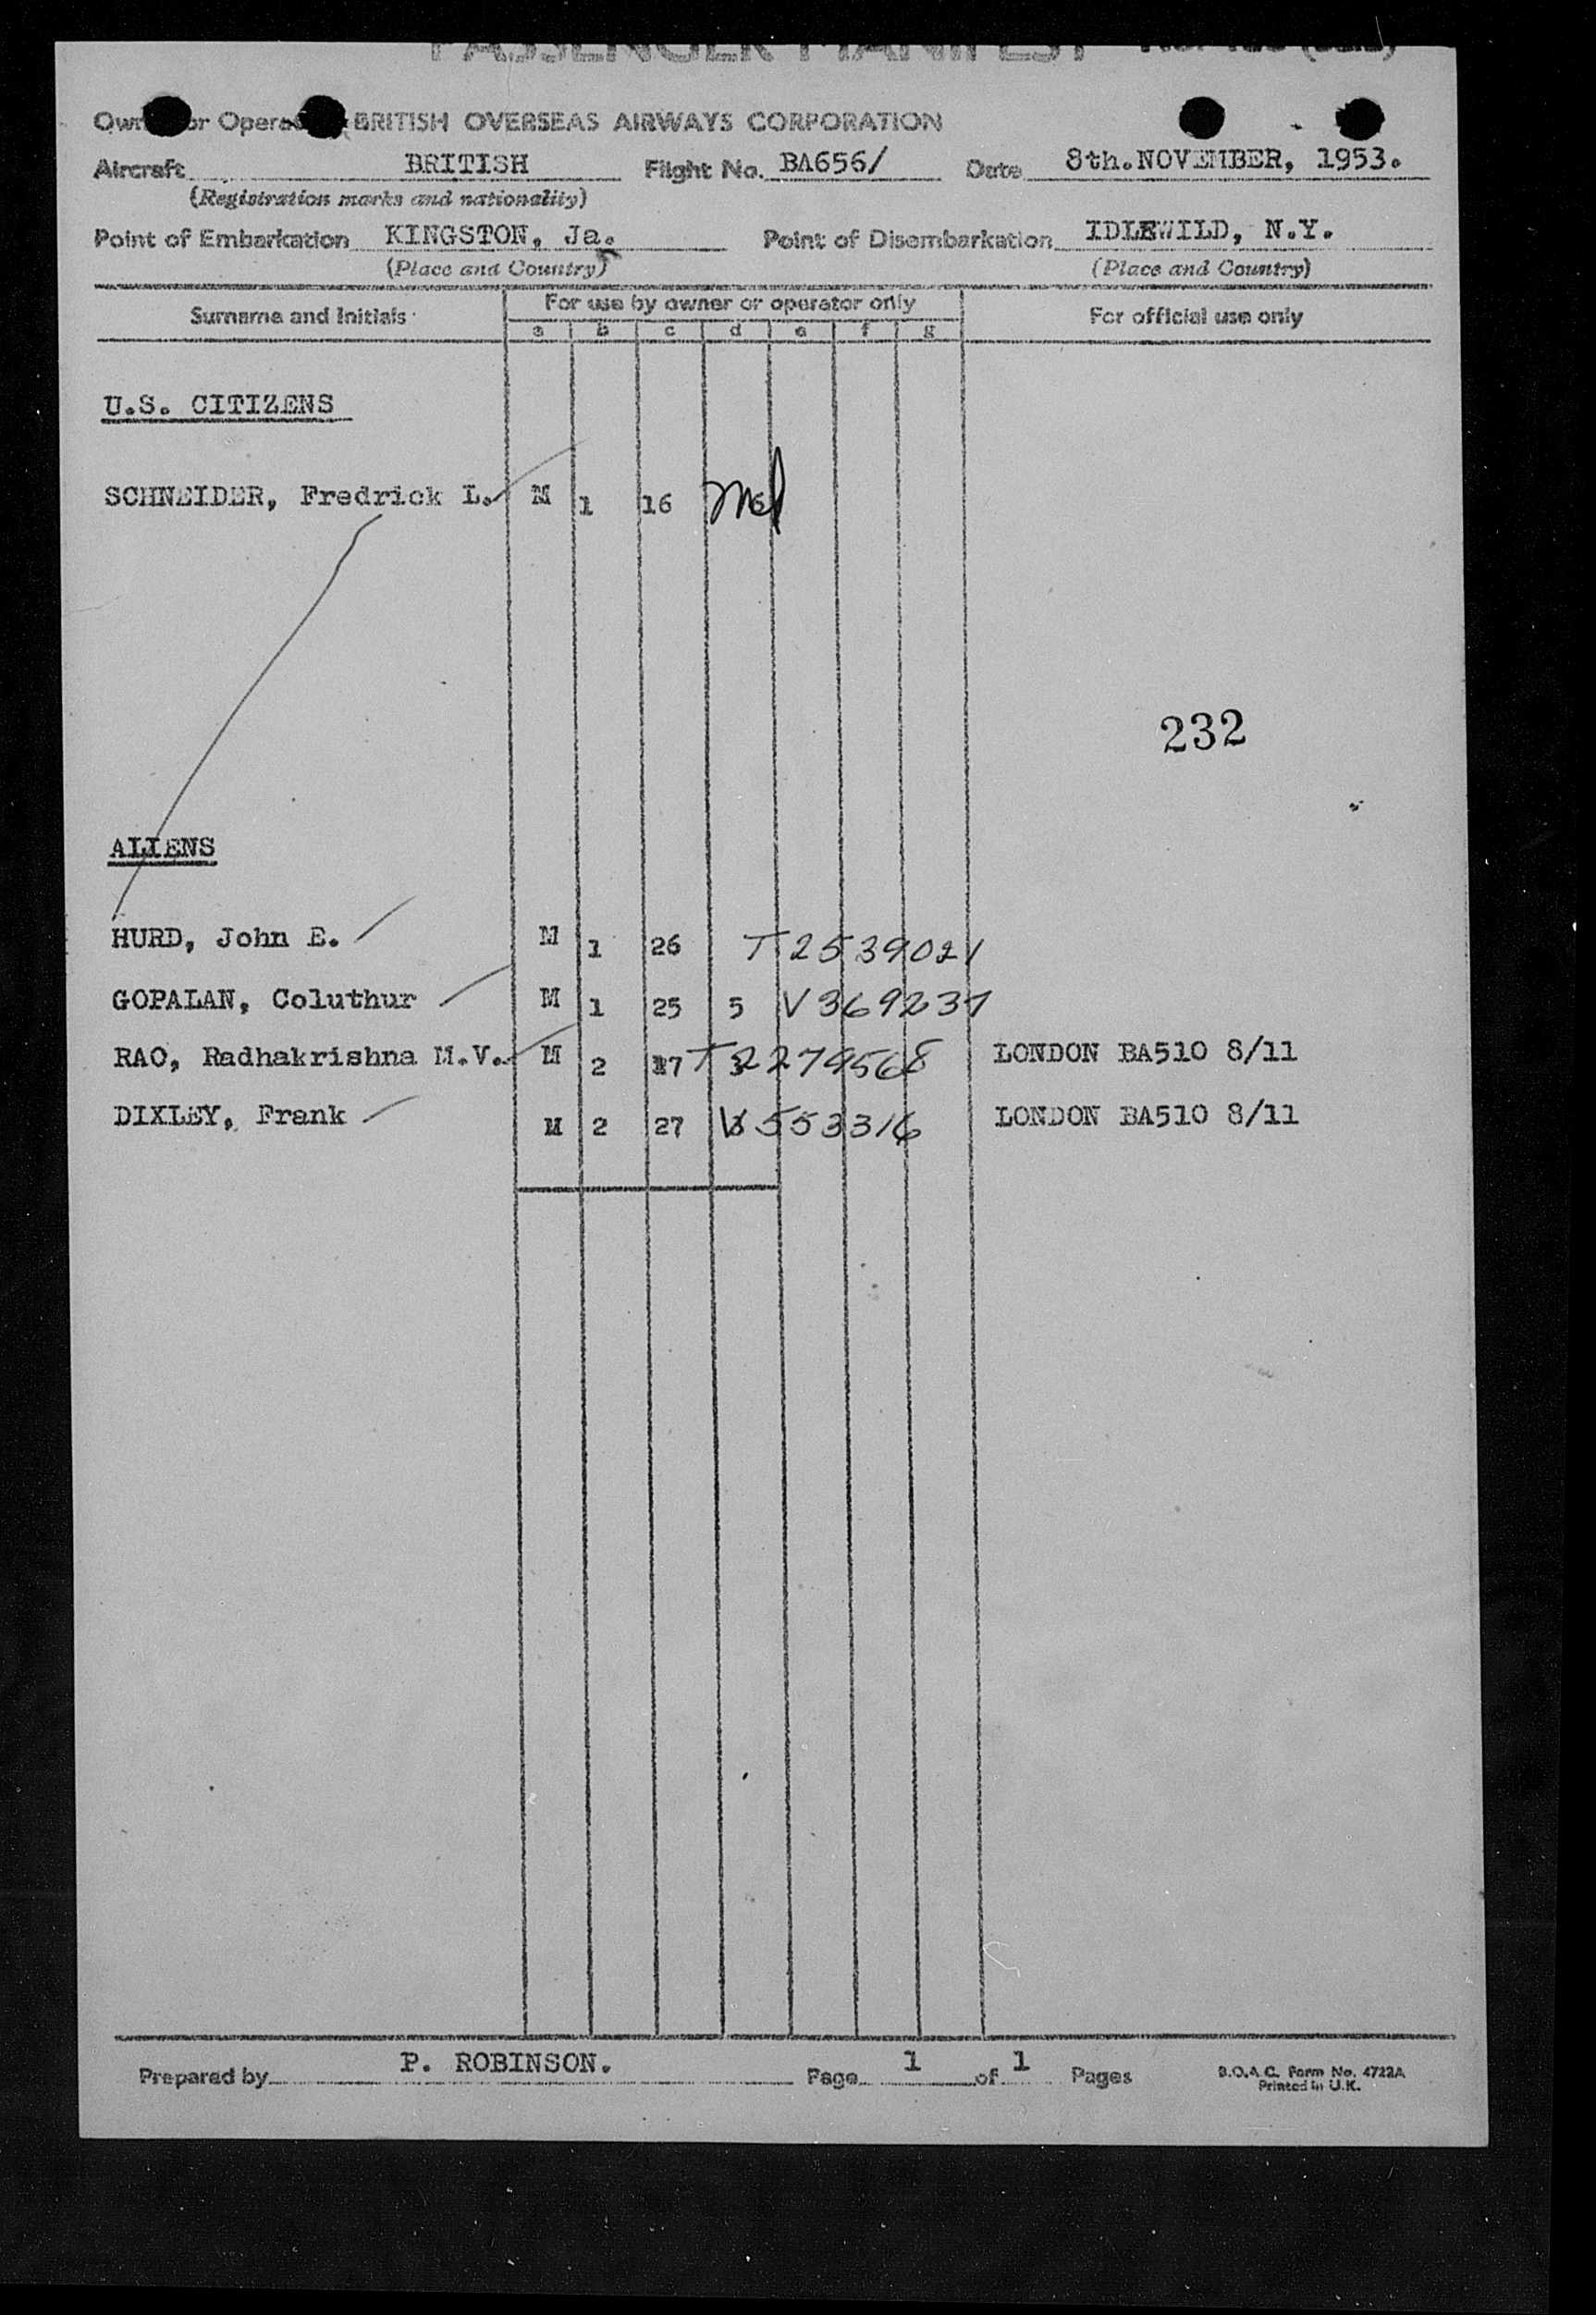 PASSENGER MANIFEST
Owner or Operator BRITISH OVERSEAS AIRWAYS CORPORATION
Aircraft BRITISH Flight No. BA656/ Date 8th.NOVEMBER, 1953.
(Registration marks and nationality)
Point of Embarkation KINGSTON, Ja. Point of Disembarkation IDLEWILD, N.Y.
(Place and Country) (Place and Country)
Surname and Initials For use by owner or operator only For official use only
a b c d e f g
U.S. CITIZENS
SCHNEIDER, Fredrick L. M 1 16
232
ALIENS
HURD, John E. M 1 26 T2539021
GOPALAN, Coluthur M 1 25 5 V369237
RAO, Radhakrishna M.V. M 2 17 T2279568 LONDON BA510 8/11
DIXLEY, Frank M 2 27 V553316 LONDON BA510 8/11
Prepared by P. ROBINSON. Page 1 of 1 Pages B.O.A.C. Form No. 4722A
Printed in U.K.